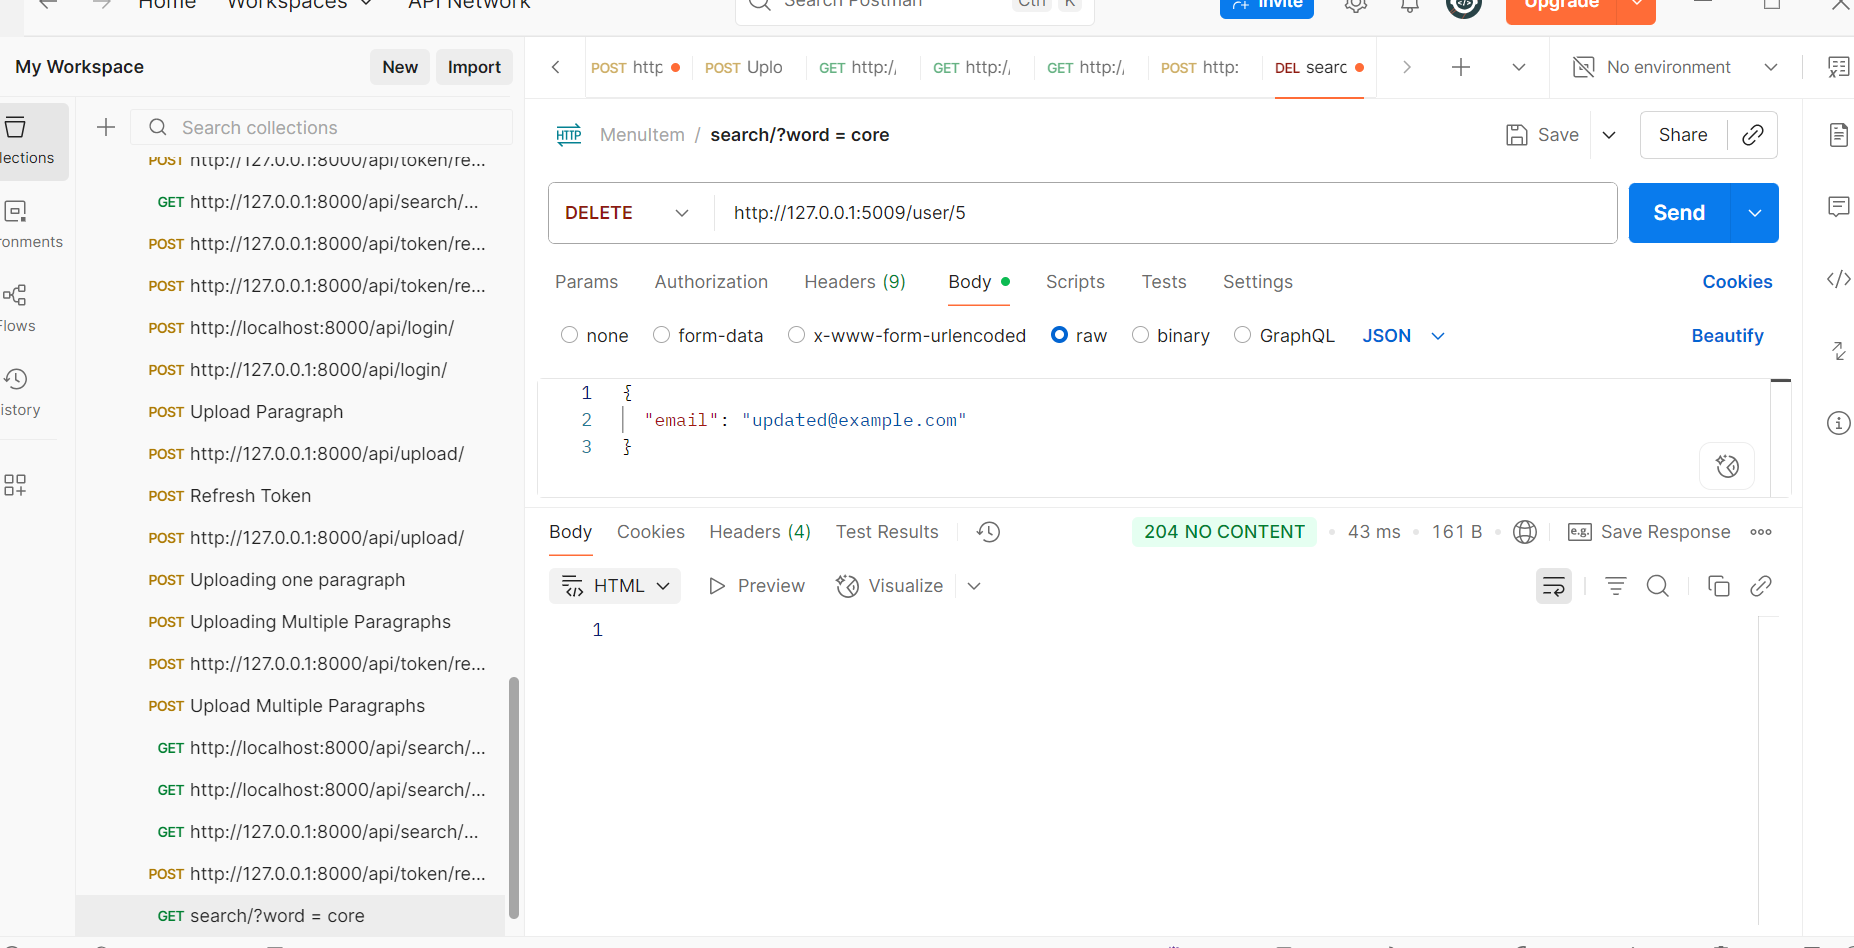 Home Workspaces API Network Search Postman Ctrl K Invite Upgrade
My Workspace New Import
POST http POST Uplo GET http:/, GET http:/, GET http:/, POST http: DEL searc No environment
Search collections
lections
ronments
Flows
istory
POST http://127.0.0.1:8000/api/token/re...
GET http://127.0.0.1:8000/api/search/...
POST http://127.0.0.1:8000/api/token/re...
POST http://127.0.0.1:8000/api/token/re...
POST http://localhost:8000/api/login/
POST http://127.0.0.1:8000/api/login/
POST Upload Paragraph
POST http://127.0.0.1:8000/api/upload/
POST Refresh Token
POST http://127.0.0.1:8000/api/upload/
POST Uploading one paragraph
POST Uploading Multiple Paragraphs
POST http://127.0.0.1:8000/api/token/re...
POST Upload Multiple Paragraphs
GET http://localhost:8000/api/search/...
GET http://localhost:8000/api/search/...
GET http://127.0.0.1:8000/api/search/...
POST http://127.0.0.1:8000/api/token/re...
GET search/?word = core
HTTP MenuItem / search/?word = core Save Share
DELETE http://127.0.0.1:5009/user/5 Send
Params Authorization Headers (9) Body Scripts Tests Settings Cookies
none form-data x-www-form-urlencoded raw binary GraphQL JSON Beautify
1 {
2 "email": "updated@example.com"
3 }
Body Cookies Headers (4) Test Results 204 NO CONTENT 43 ms 161 B e.g. Save Response
HTML Preview Visualize
1